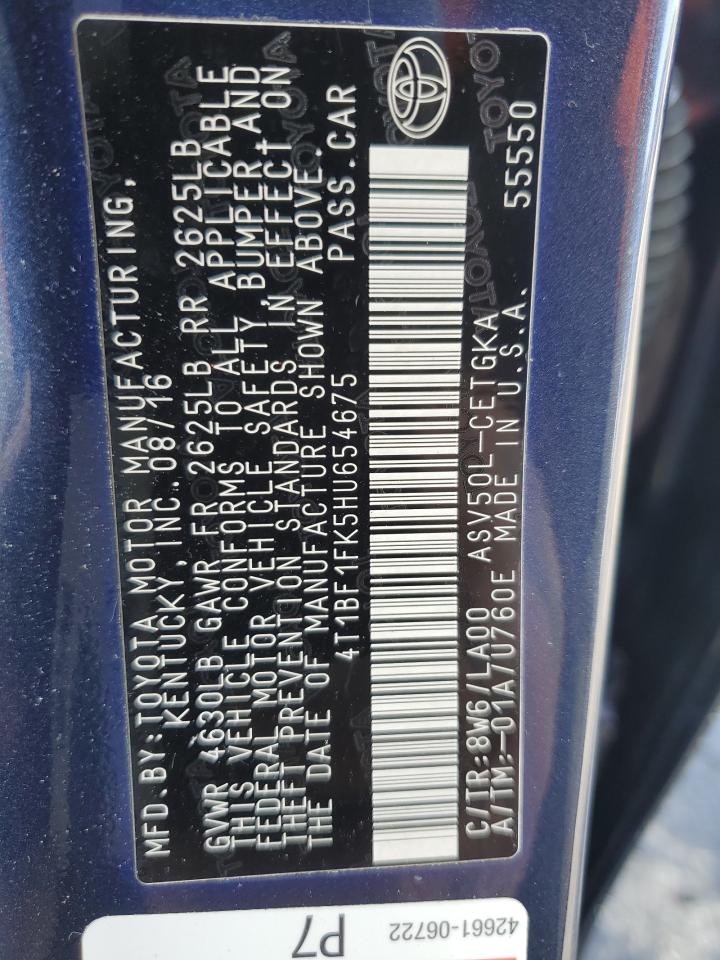 MFD.BY:TOYOTA MOTOR MANUFACTURING,
KENTUCKY, INC. 08/16
GVWR 4630LB GAWR FR 2625LB RR 2625LB
THIS VEHICLE CONFORMS TO ALL APPLICABLE
FEDERAL MOTOR VEHICLE SAFETY, BUMPER, AND
THEFT PREVENTION STANDARDS IN EFFECT ON
THE DATE OF MANUFACTURE SHOWN ABOVE.
4T1BF1FK5HU654675 PASS.CAR
C/TR:8W6/LA00 ASV50L-CETGKA
A/TM:-01A/U760E MADE IN U.S.A. 55550
42661-06722
P7